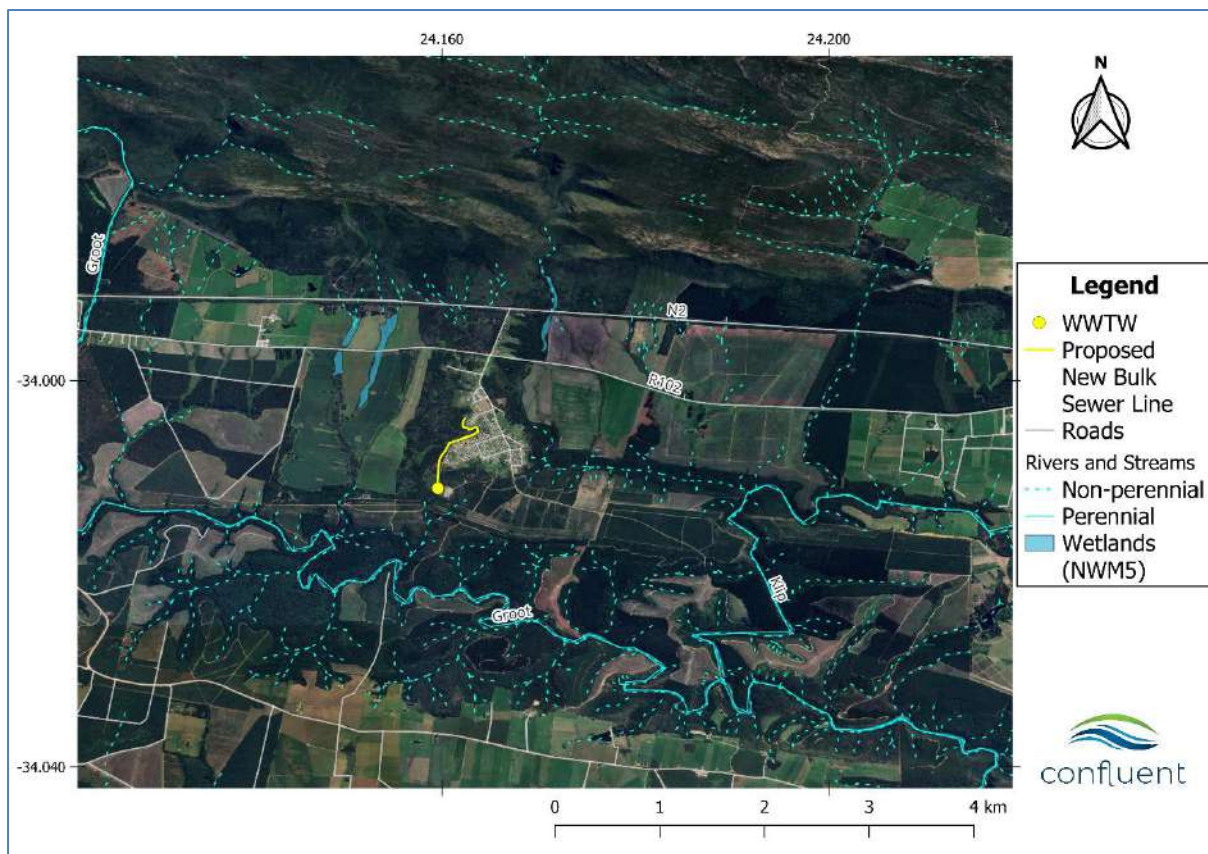 24.160
24.200
N
Groot
N2
-34.000
R102
Klip
Groot
-34.040
Legend
WWTW
Proposed
New Bulk
Sewer Line
Roads
Rivers and Streams
Non-perennial
Perennial
Wetlands
(NWM5)
confluent
0 1 2 3 4 km